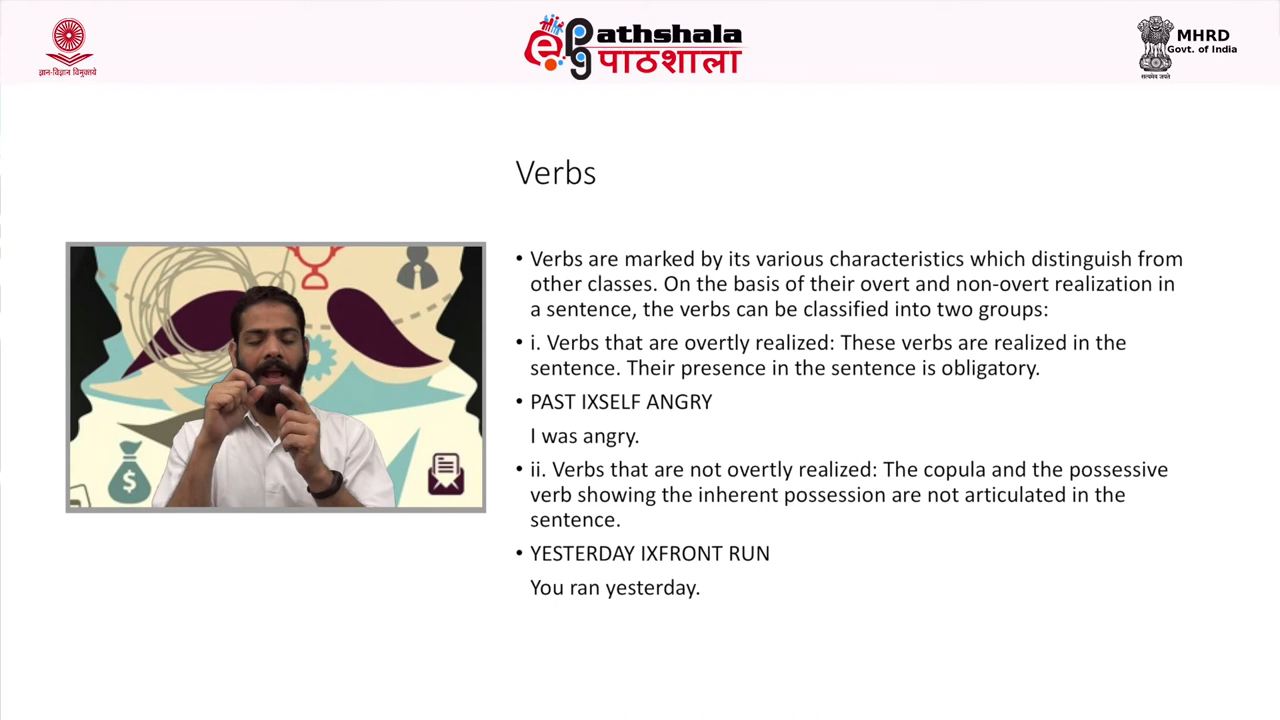 ज्ञान-विज्ञान विमुक्तये
e pg athshala
पाठशाला
MHRD
Govt. of India
सत्यमेव जयते
Verbs
• Verbs are marked by its various characteristics which distinguish from
other classes. On the basis of their overt and non-overt realization in
a sentence, the verbs can be classified into two groups:
• i. Verbs that are overtly realized: These verbs are realized in the
sentence. Their presence in the sentence is obligatory.
• PAST IXSELF ANGRY
I was angry.
• ii. Verbs that are not overtly realized: The copula and the possessive
verb showing the inherent possession are not articulated in the
sentence.
• YESTERDAY IXFRONT RUN
You ran yesterday.
$